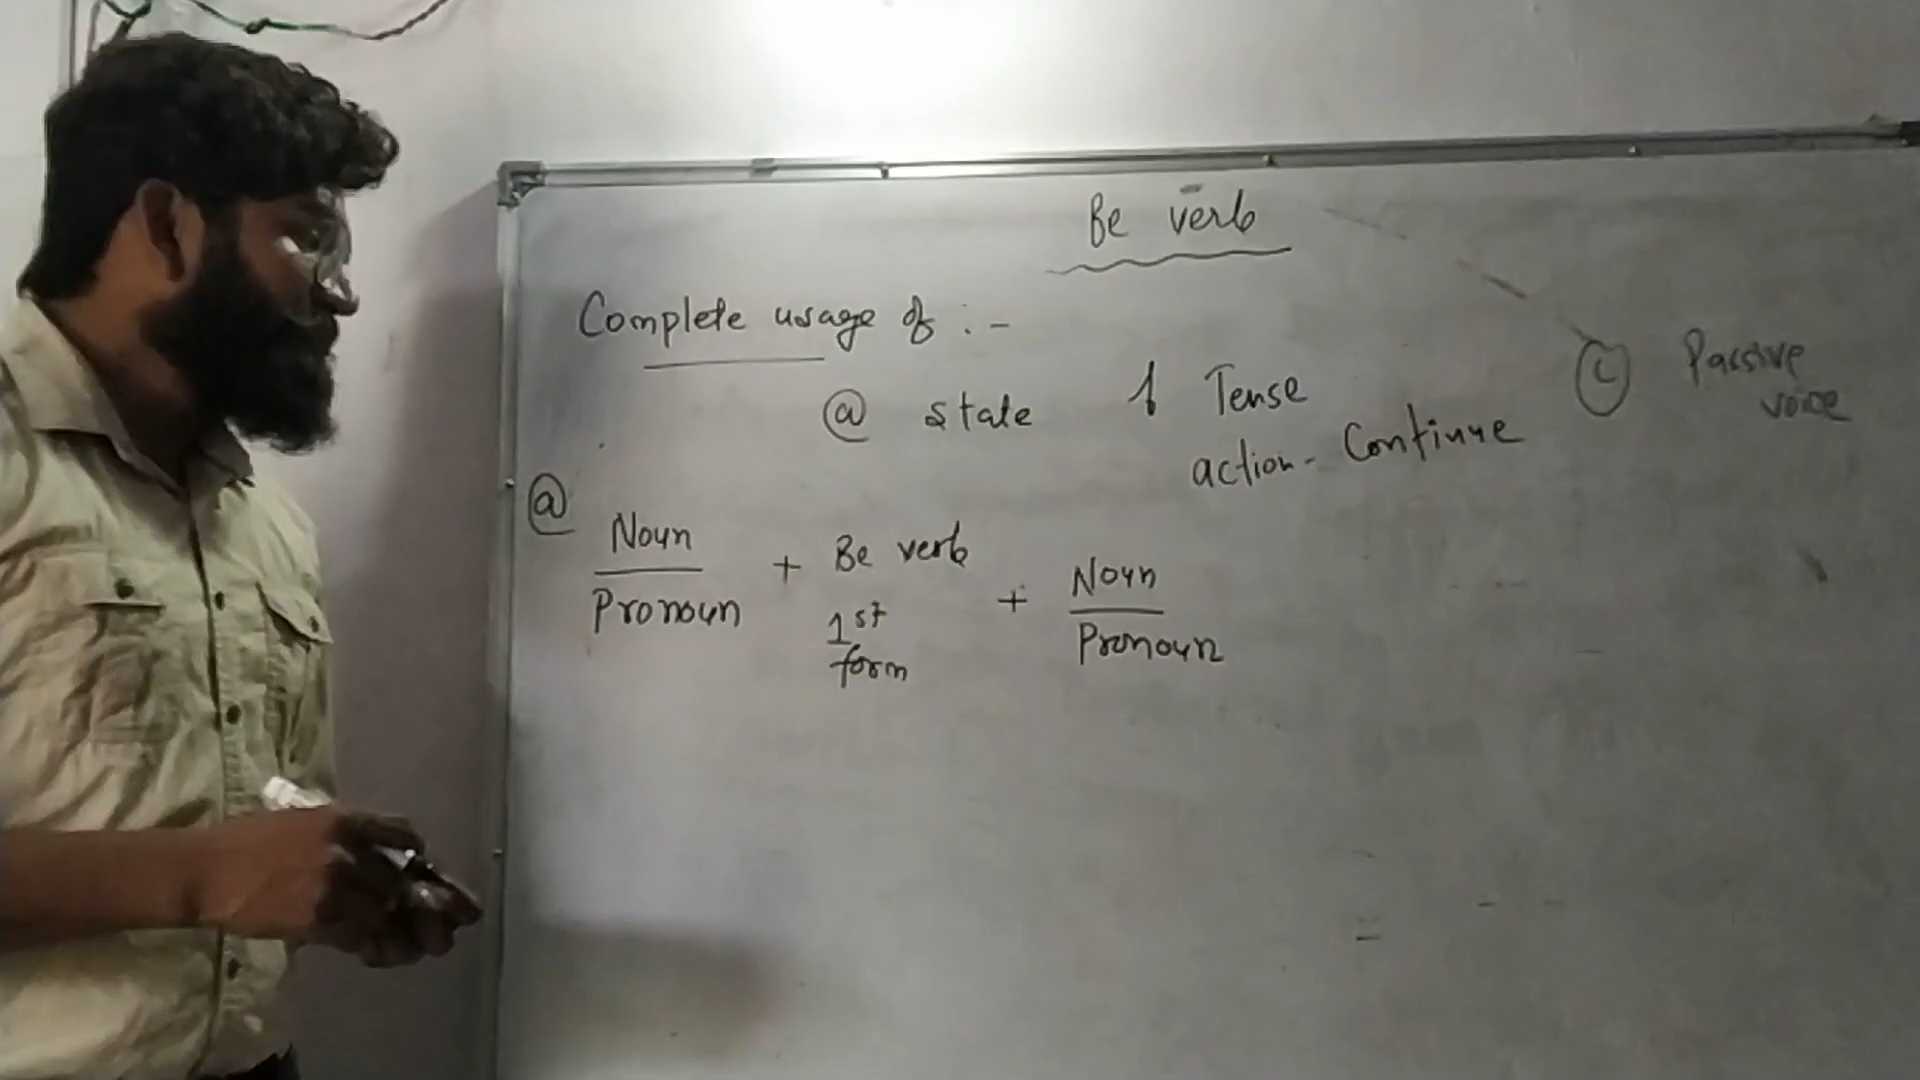 Be verb
Complete usage of :-
@ state
Tense
action - Continue
C Passive
voice
@
Noun
Pronoun
+ Be verb
1st
form
+ Noun
Pronoun